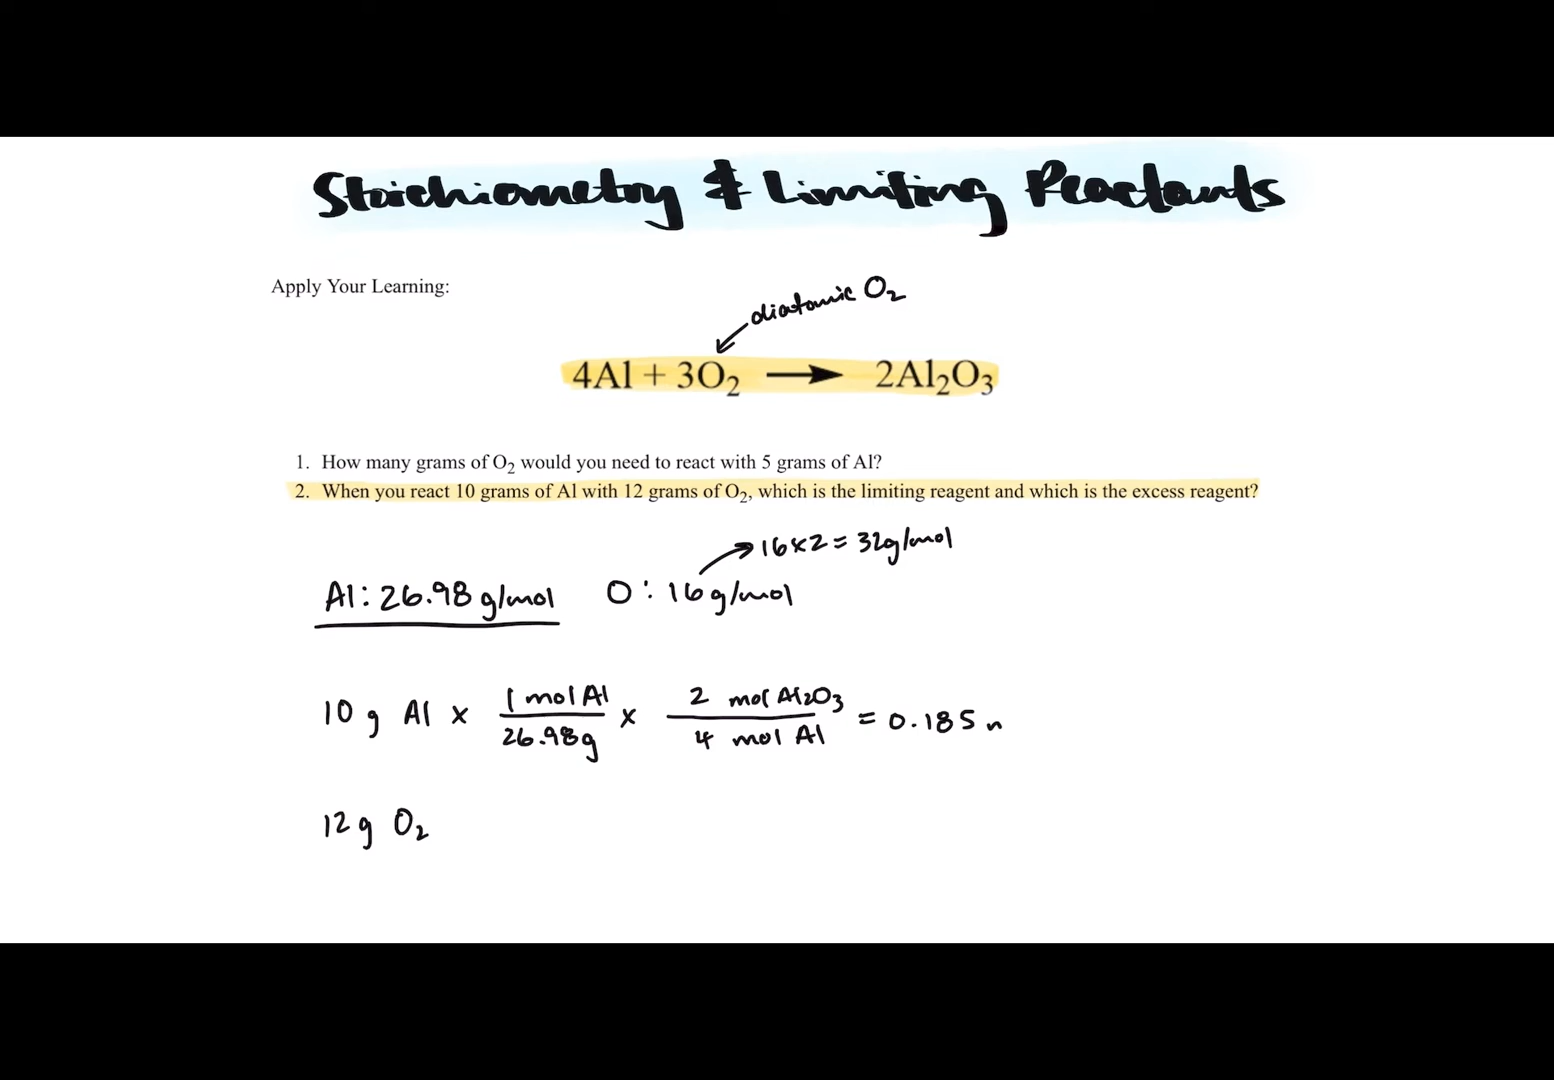 Stoichiometry & Limiting Reactants
Apply Your Learning:
diatomic O₂
4Al + 3O₂ ⟶ 2Al₂O₃
1. How many grams of O₂ would you need to react with 5 grams of Al?
2. When you react 10 grams of Al with 12 grams of O₂, which is the limiting reagent and which is the excess reagent?
16×2 = 32g/mol
Al: 26.98 g/mol O: 16 g/mol
10 g Al × 1 mol Al / 26.98g × 2 mol Al₂O₃ / 4 mol Al = 0.185 n
12g O₂